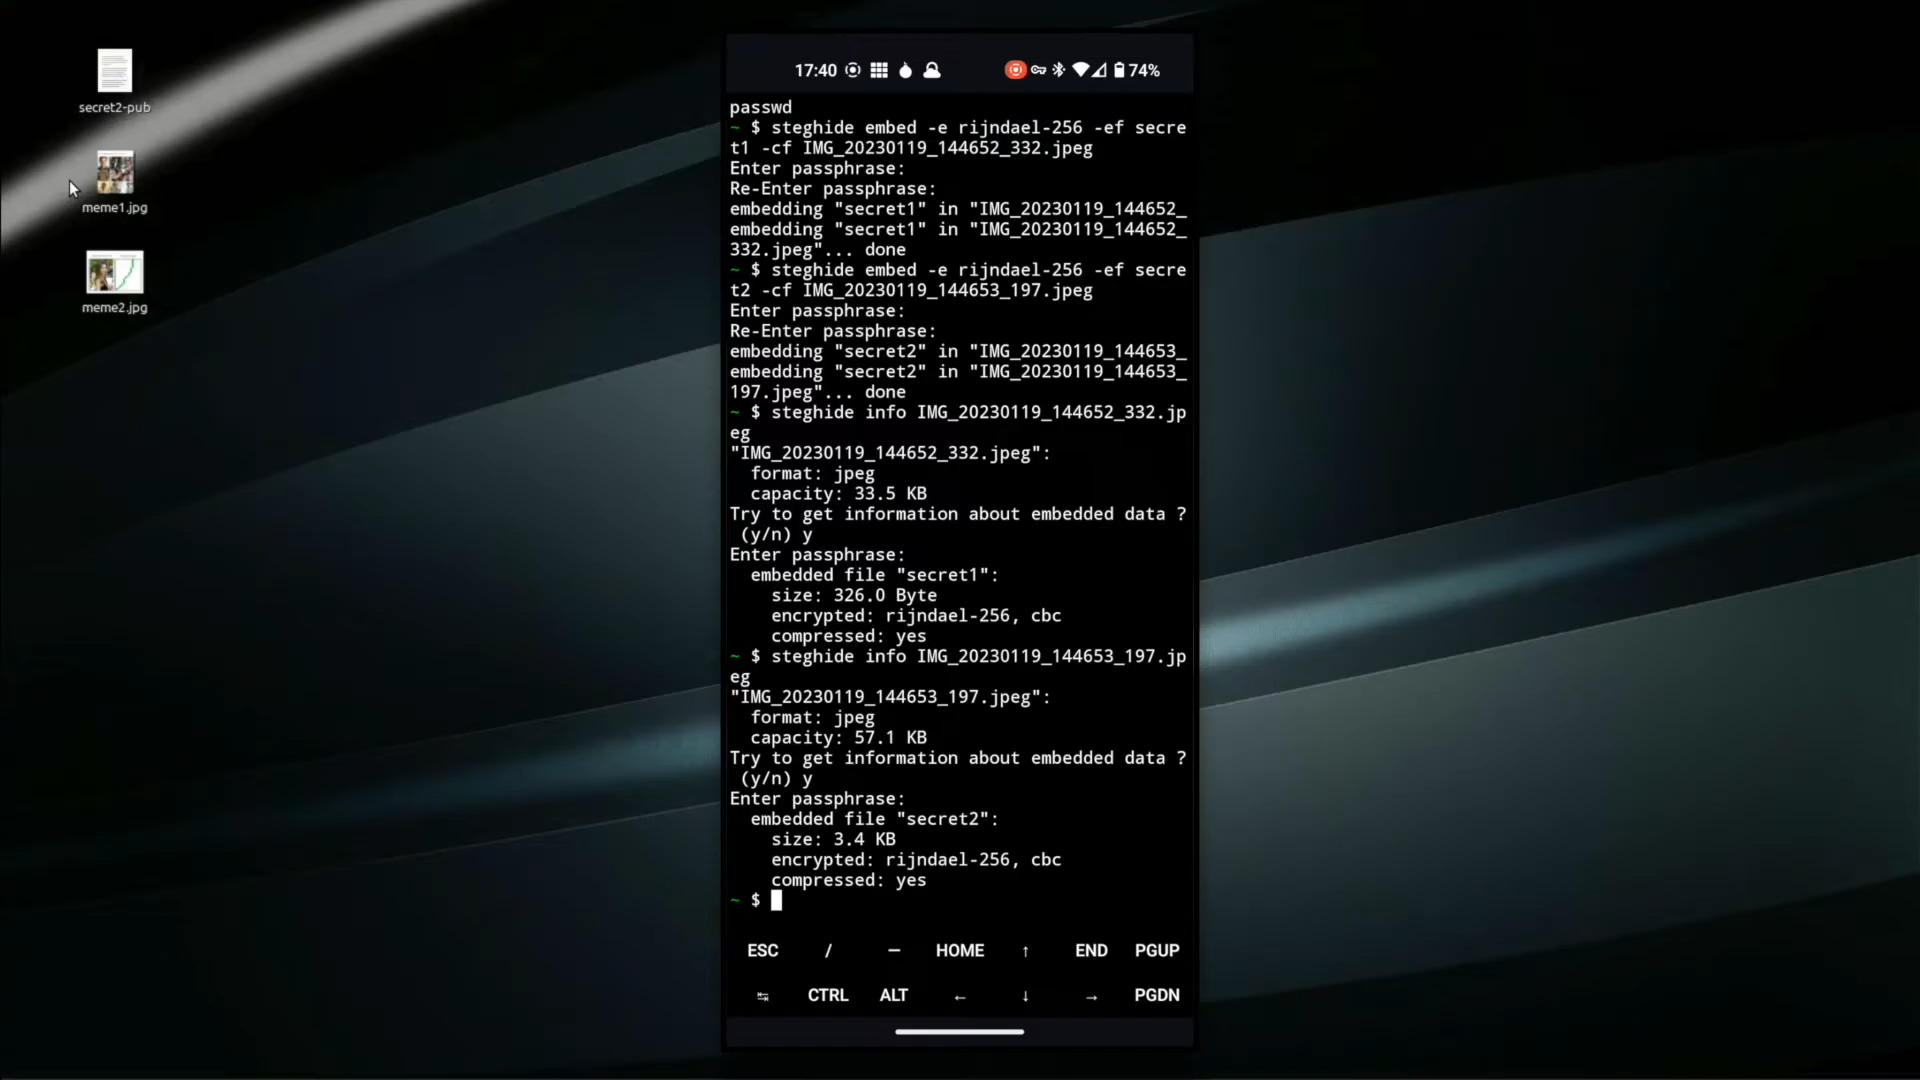 secret2-pub
meme1.jpg
meme2.jpg
17:40 74%
passwd
~ $ steghide embed -e rijndael-256 -ef secre
t1 -cf IMG_20230119_144652_332.jpeg
Enter passphrase:
Re-Enter passphrase:
embedding "secret1" in "IMG_20230119_144652_
embedding "secret1" in "IMG_20230119_144652_
332.jpeg"... done
~ $ steghide embed -e rijndael-256 -ef secre
t2 -cf IMG_20230119_144653_197.jpeg
Enter passphrase:
Re-Enter passphrase:
embedding "secret2" in "IMG_20230119_144653_
embedding "secret2" in "IMG_20230119_144653_
197.jpeg"... done
~ $ steghide info IMG_20230119_144652_332.jp
eg
"IMG_20230119_144652_332.jpeg":
format: jpeg
capacity: 33.5 KB
Try to get information about embedded data ?
(y/n) y
Enter passphrase:
embedded file "secret1":
size: 326.0 Byte
encrypted: rijndael-256, cbc
compressed: yes
~ $ steghide info IMG_20230119_144653_197.jp
eg
"IMG_20230119_144653_197.jpeg":
format: jpeg
capacity: 57.1 KB
Try to get information about embedded data ?
(y/n) y
Enter passphrase:
embedded file "secret2":
size: 3.4 KB
encrypted: rijndael-256, cbc
compressed: yes
~ $
ESC / — HOME ↑ END PGUP
↹ CTRL ALT ← ↓ → PGDN